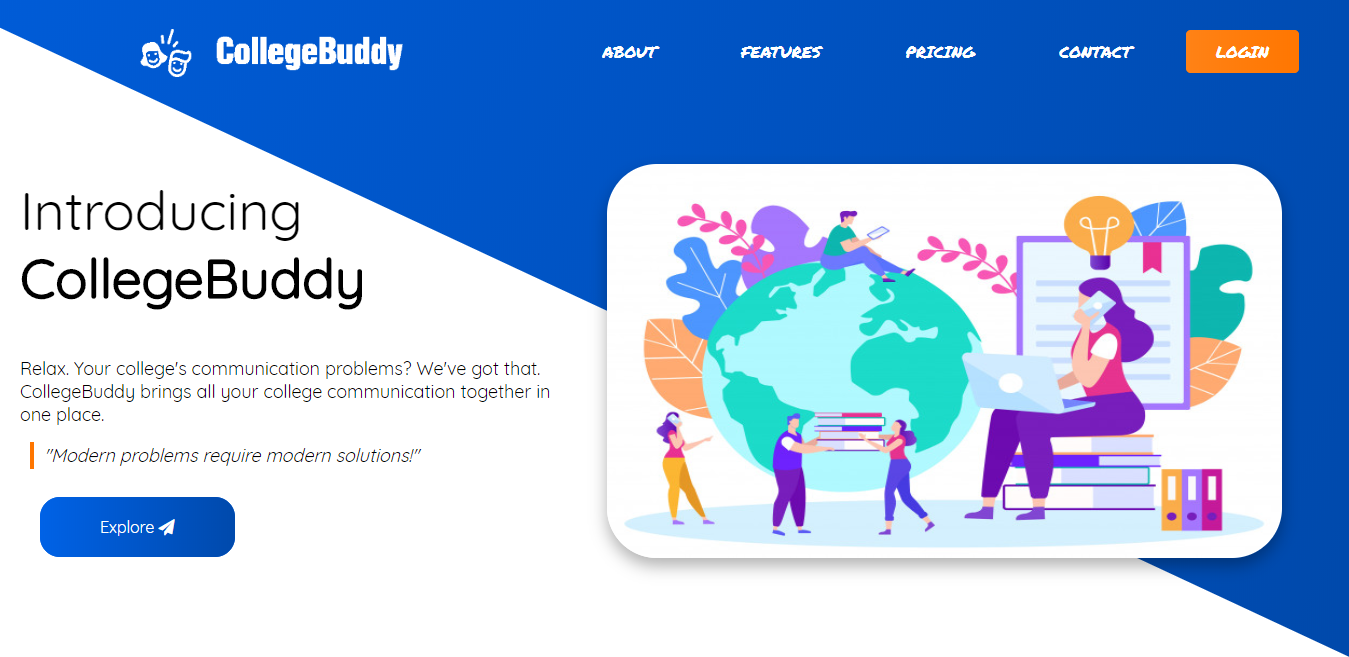 CollegeBuddy
ABOUT
FEATURES
PRICING
CONTACT
LOGIN
Introducing
CollegeBuddy
Relax. Your college's communication problems? We've got that.
CollegeBuddy brings all your college communication together in
one place.
"Modern problems require modern solutions!"
Explore